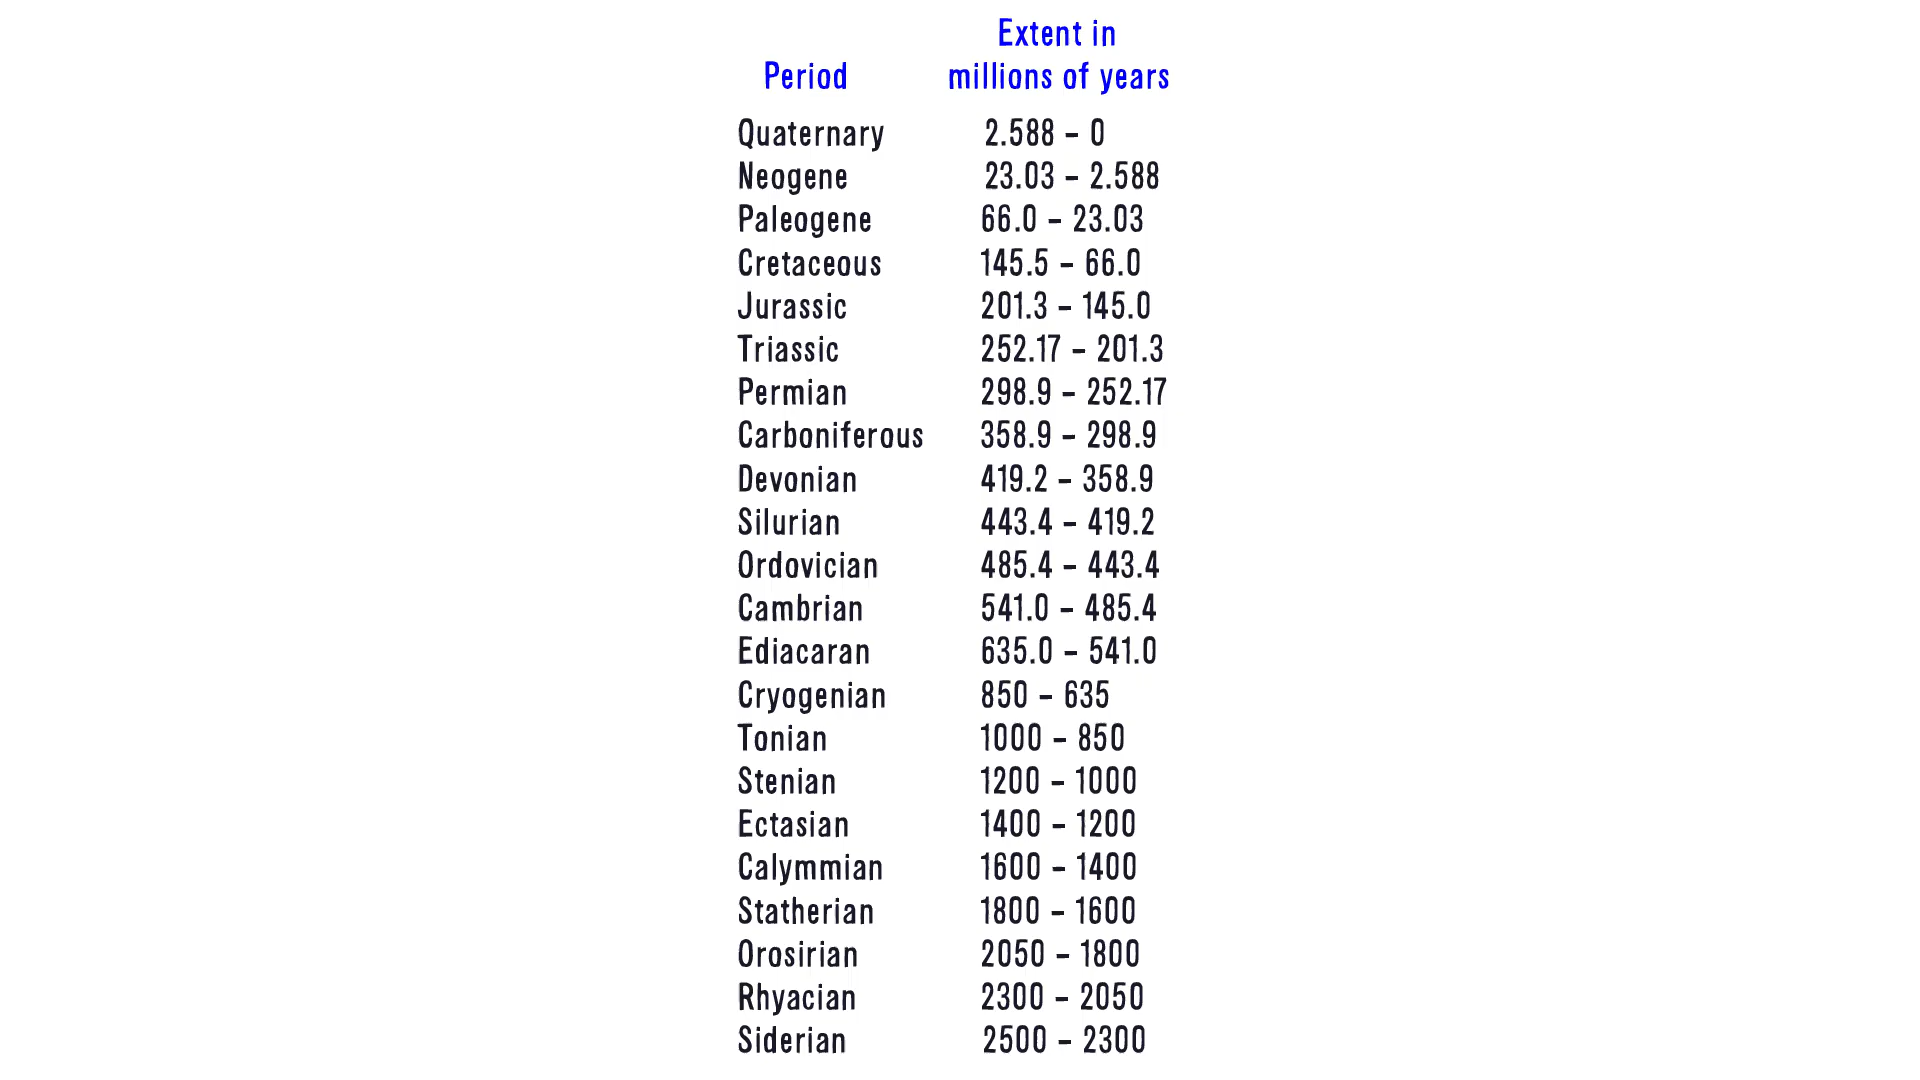 Extent in
Period millions of years
Quaternary 2.588 – 0
Neogene 23.03 – 2.588
Paleogene 66.0 – 23.03
Cretaceous 145.5 – 66.0
Jurassic 201.3 – 145.0
Triassic 252.17 – 201.3
Permian 298.9 – 252.17
Carboniferous 358.9 – 298.9
Devonian 419.2 – 358.9
Silurian 443.4 – 419.2
Ordovician 485.4 – 443.4
Cambrian 541.0 – 485.4
Ediacaran 635.0 – 541.0
Cryogenian 850 – 635
Tonian 1000 – 850
Stenian 1200 – 1000
Ectasian 1400 – 1200
Calymmian 1600 – 1400
Statherian 1800 – 1600
Orosirian 2050 – 1800
Rhyacian 2300 – 2050
Siderian 2500 – 2300